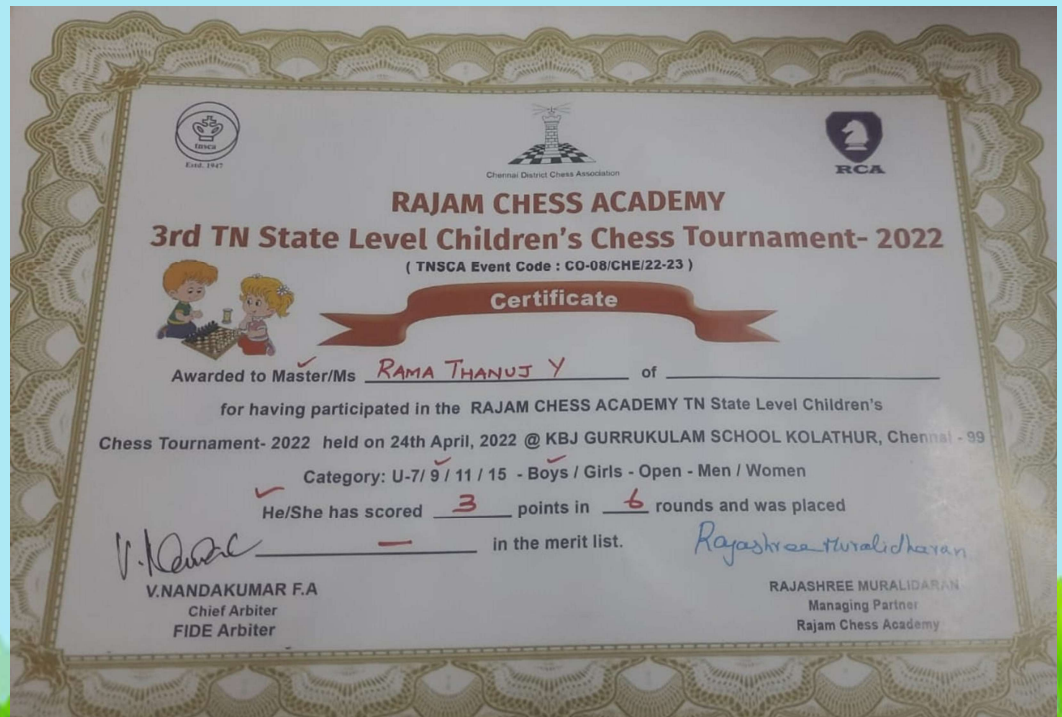 tnsca
Estd. 1947
Chennai District Chess Association
RCA
RAJAM CHESS ACADEMY
3rd TN State Level Children's Chess Tournament- 2022
( TNSCA Event Code : CO-08/CHE/22-23 )
Certificate
Awarded to Master/Ms RAMA THANUJ Y of
for having participated in the RAJAM CHESS ACADEMY TN State Level Children's
Chess Tournament- 2022 held on 24th April, 2022 @ KBJ GURRUKULAM SCHOOL KOLATHUR, Chennai - 99
Category: U-7/ 9 / 11 / 15 - Boys / Girls - Open - Men / Women
He/She has scored 3 points in 6 rounds and was placed
— in the merit list.
Rajashree Muralidharan
V.NANDAKUMAR F.A
Chief Arbiter
FIDE Arbiter
RAJASHREE MURALIDARAN
Managing Partner
Rajam Chess Academy